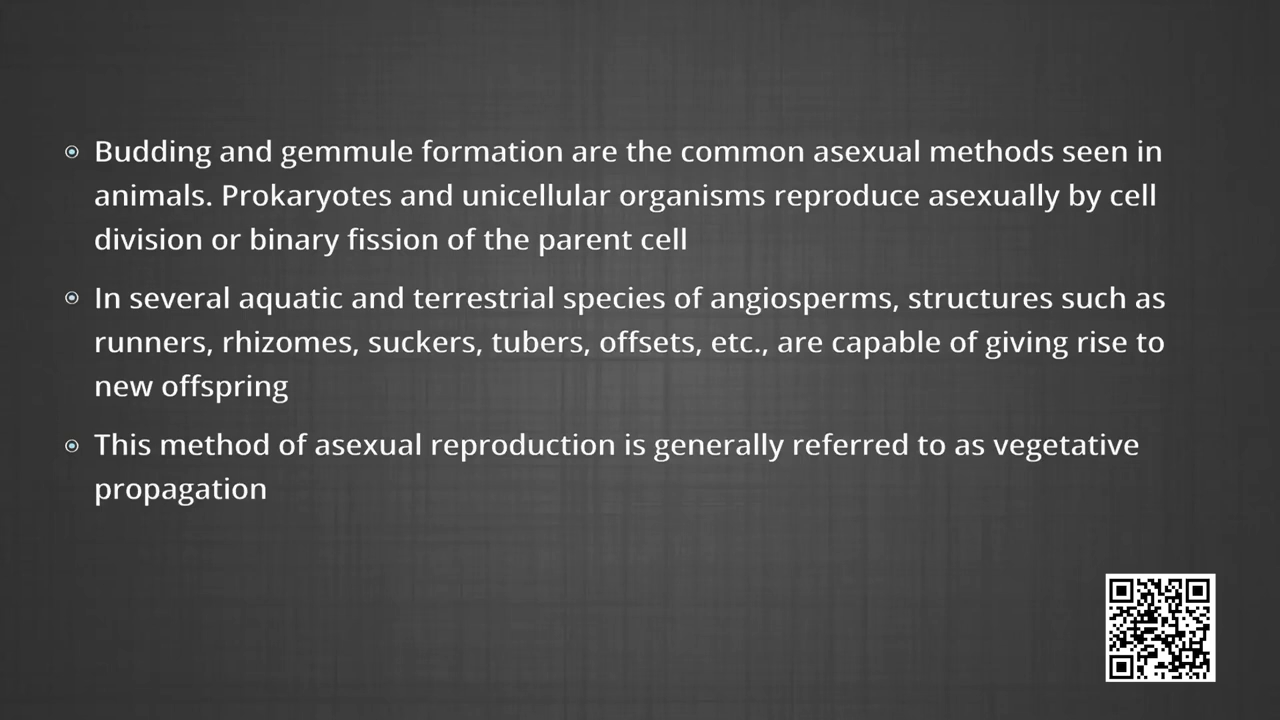 Budding and gemmule formation are the common asexual methods seen in
animals. Prokaryotes and unicellular organisms reproduce asexually by cell
division or binary fission of the parent cell
In several aquatic and terrestrial species of angiosperms, structures such as
runners, rhizomes, suckers, tubers, offsets, etc., are capable of giving rise to
new offspring
This method of asexual reproduction is generally referred to as vegetative
propagation